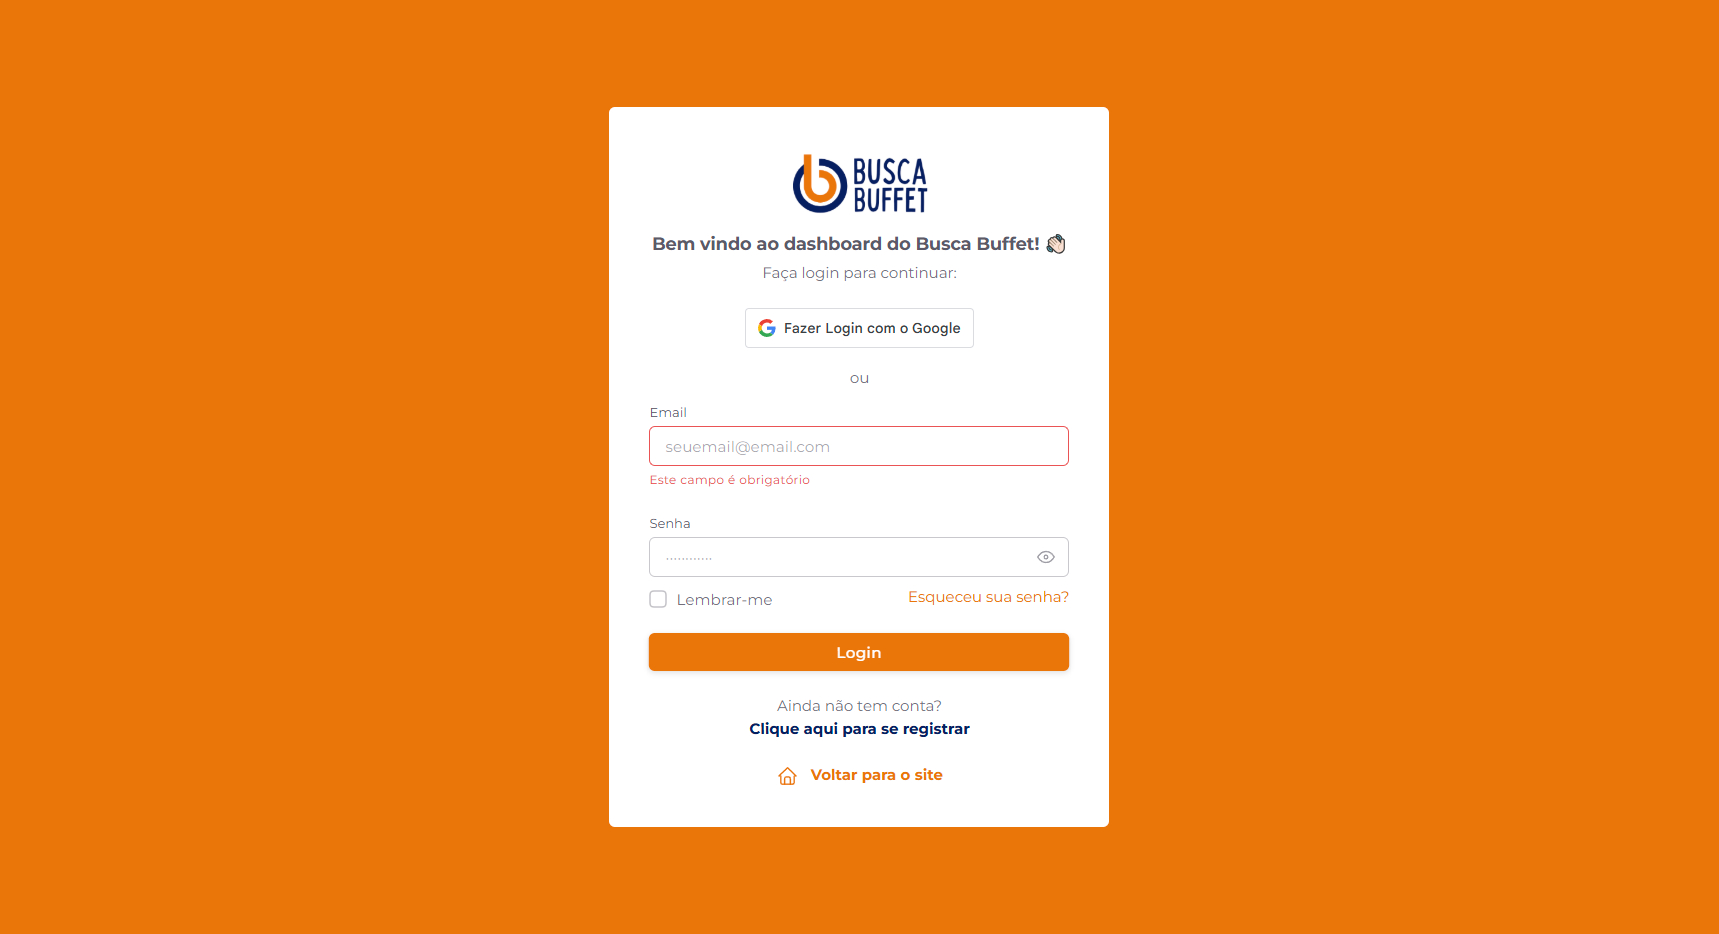 BUSCA
BUFFET
Bem vindo ao dashboard do Busca Buffet! 👏🏻
Faça login para continuar:
Fazer Login com o Google
ou
Email
seuemail@email.com
Este campo é obrigatório
Senha
············
Lembrar-me
Esqueceu sua senha?
Login
Ainda não tem conta?
Clique aqui para se registrar
Voltar para o site